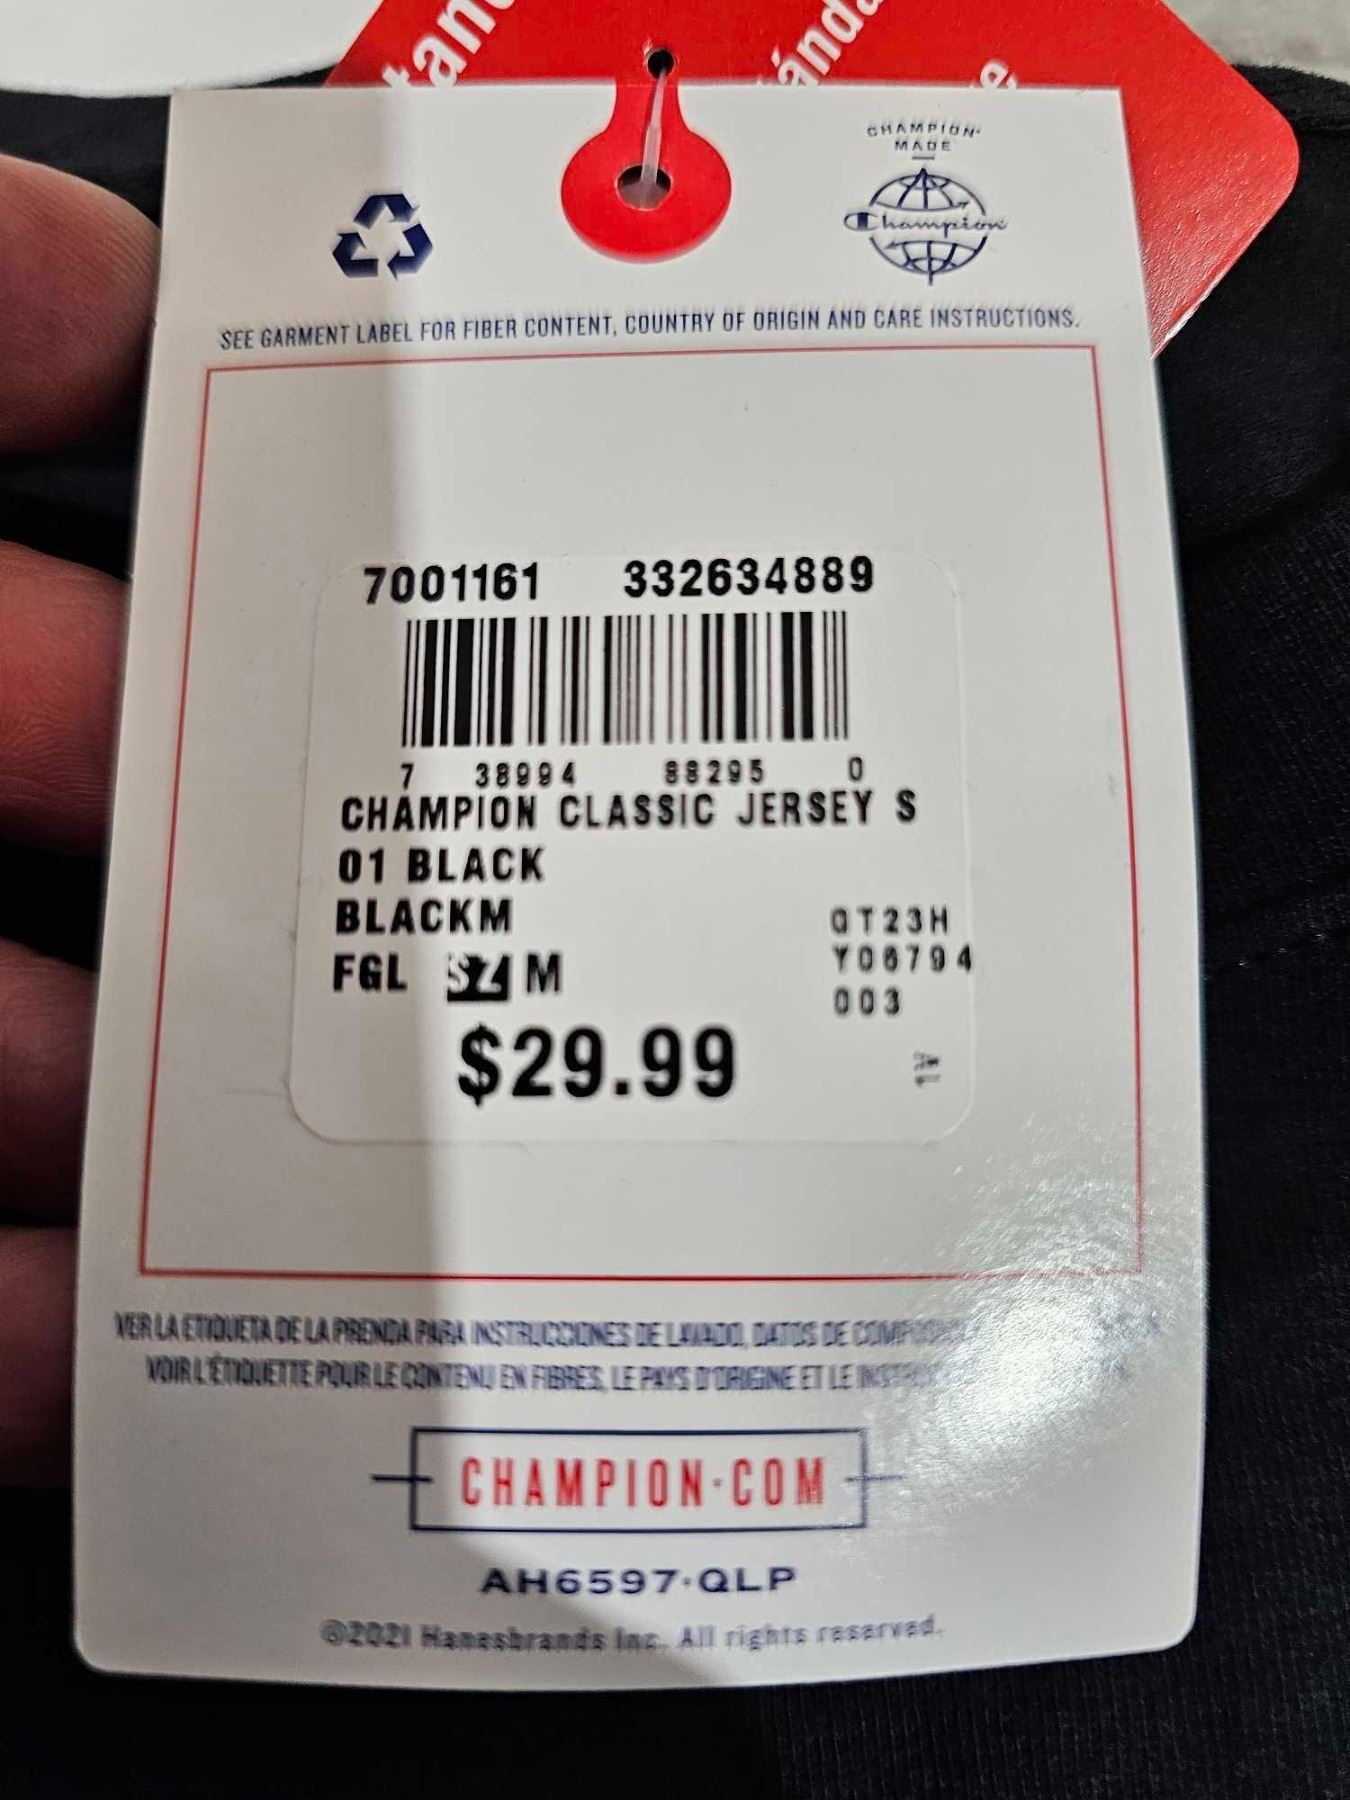 CHAMPION
MADE
Champion
SEE GARMENT LABEL FOR FIBER CONTENT, COUNTRY OF ORIGIN AND CARE INSTRUCTIONS.
7001161 332634889
7 38994 88295 0
CHAMPION CLASSIC JERSEY S
01 BLACK
BLACKM
GT23H
FGL SZ M
Y06794
003
$29.99
VER LA ETIQUETA DE LA PRENDA PARA INSTRUCCIONES DE LAVADO, DATOS DE
VOIR L'ÉTIQUETTE POUR LE CONTENU EN FIBRES, LE PAYS D'ORIGINE ET LE
CHAMPION·COM
AH6597·QLP
©2021 Hanesbrands Inc. All rights reserved.